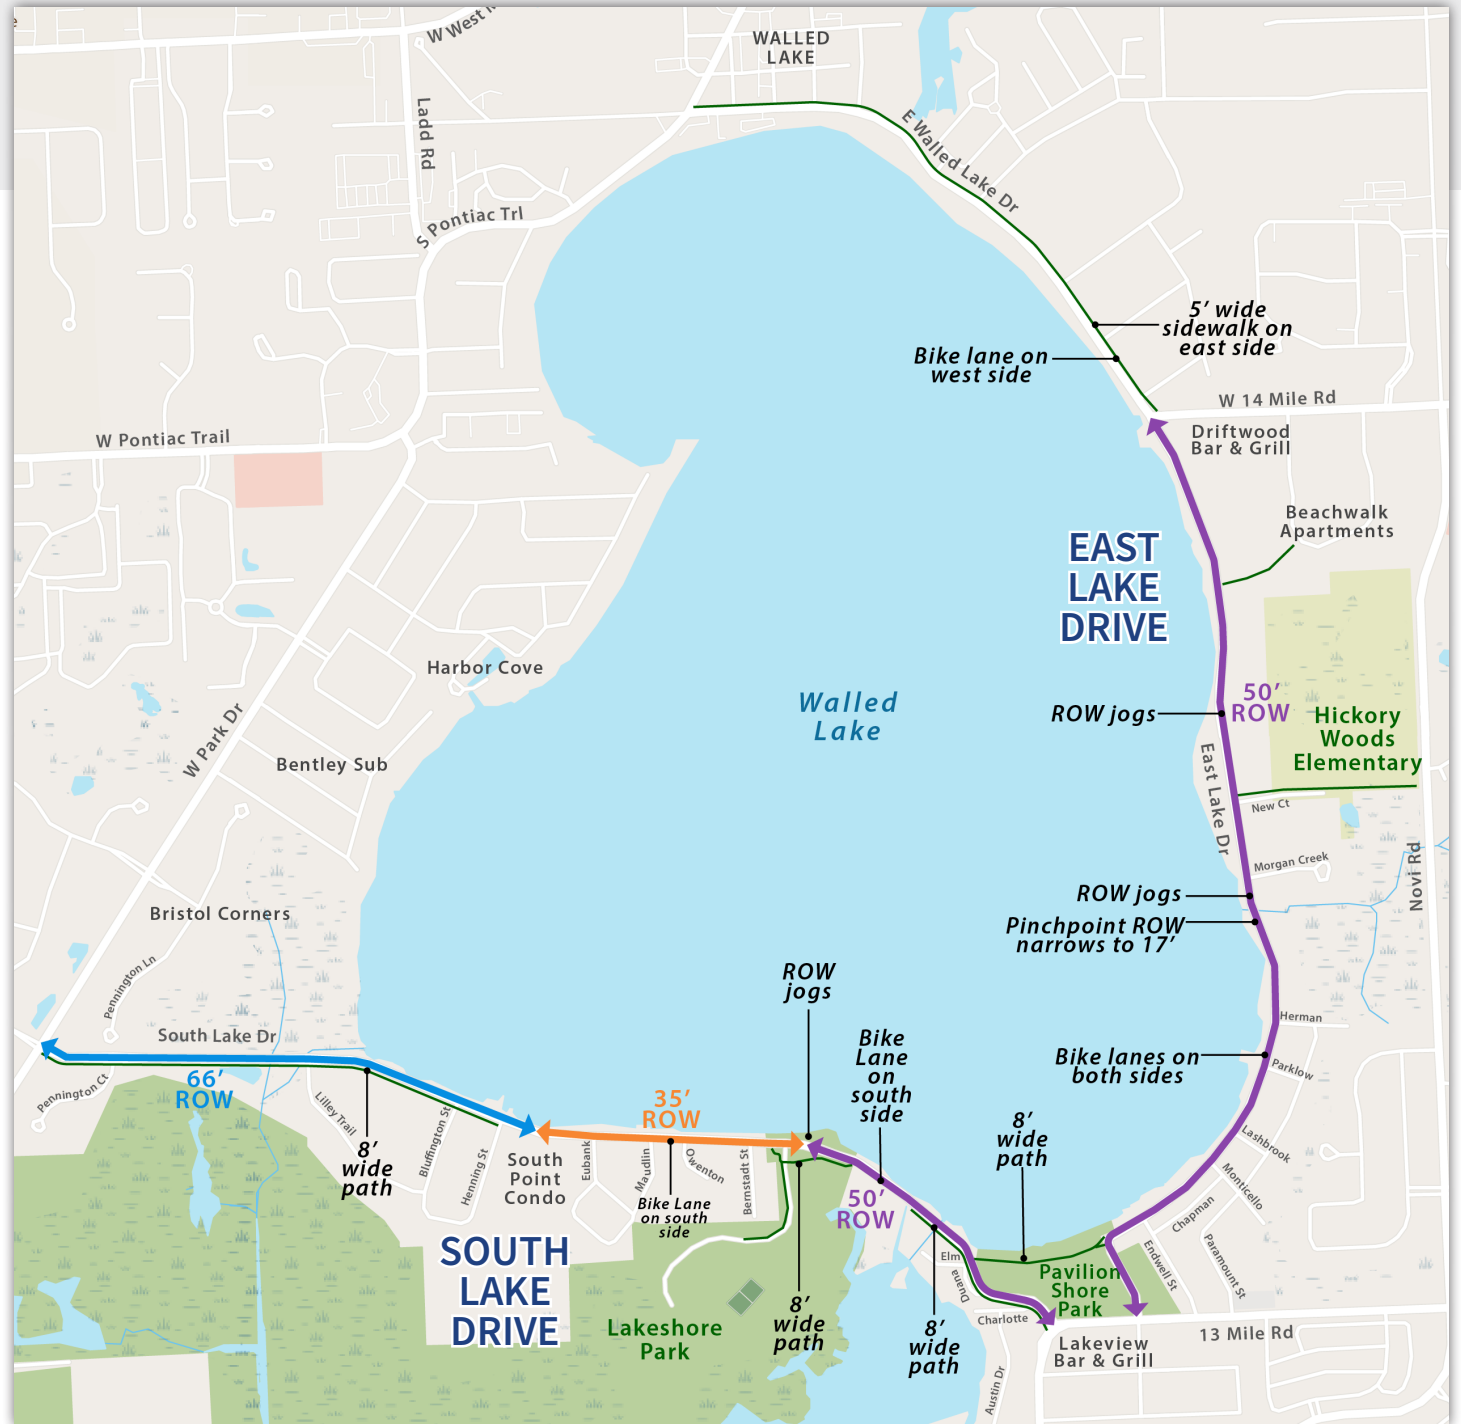 W West
WALLED
LAKE
Ladd Rd
E Walled Lake Dr
S Pontiac Trl
5’ wide
sidewalk on
east side
Bike lane on
west side
W 14 Mile Rd
W Pontiac Trail
Driftwood
Bar & Grill
Beachwalk
Apartments
EAST
LAKE
DRIVE
Harbor Cove
Walled
Lake
50’
ROW
ROW jogs
Hickory
Woods
Elementary
W Park Dr
Bentley Sub
East Lake Dr
New Ct
Morgan Creek
Novi Rd
ROW jogs
Bristol Corners
Pinchpoint ROW
narrows to 17’
Pennington Ln
ROW
jogs
Herman
South Lake Dr
Bike
Lane
on
south
side
Bike lanes on
both sides
Parklow
66’
ROW
Pennington Ct
35’
ROW
Lilley Trail
8’
wide
path
Bluffington St
Henning St
South
Point
Condo
Eubank
Maudlin
Owenton
Bernstadt St
Bike Lane
on south
side
8’
wide
path
Lashbrook
Monticello
Chapman
50’
ROW
SOUTH
LAKE
DRIVE
Elm
Duana
Endwell St
Paramount St
Pavilion
Shore
Park
8’
wide
path
8’
wide
path
Lakeshore
Park
Charlotte
13 Mile Rd
Lakeview
Bar & Grill
Austin Dr